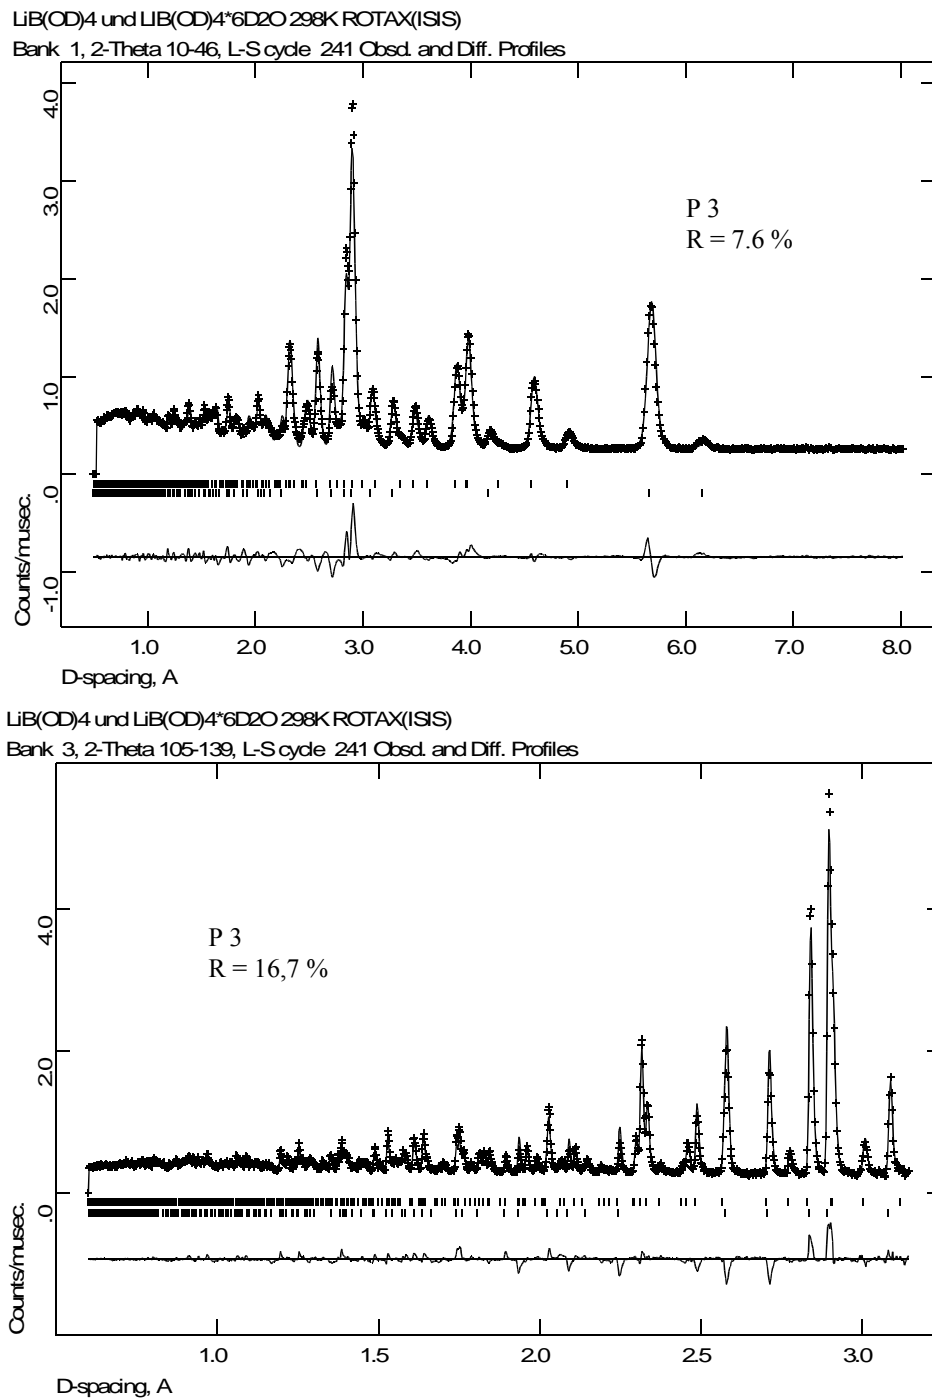 LiB(OD)4 und LIB(OD)4*6D2O 298K ROTAX(ISIS)
Bank 1, 2-Theta 10-46, L-S cycle 241 Obsd. and Diff. Profiles
4.0
3.0
2.0
1.0
.0
-1.0
Counts/musec.
P 3
R = 7.6 %
1.0 2.0 3.0 4.0 5.0 6.0 7.0 8.0
D-spacing, A
LiB(OD)4 und LiB(OD)4*6D2O 298K ROTAX(ISIS)
Bank 3, 2-Theta 105-139, L-S cycle 241 Obsd. and Diff. Profiles
4.0
2.0
.0
Counts/musec.
P 3
R = 16,7 %
1.0 1.5 2.0 2.5 3.0
D-spacing, A